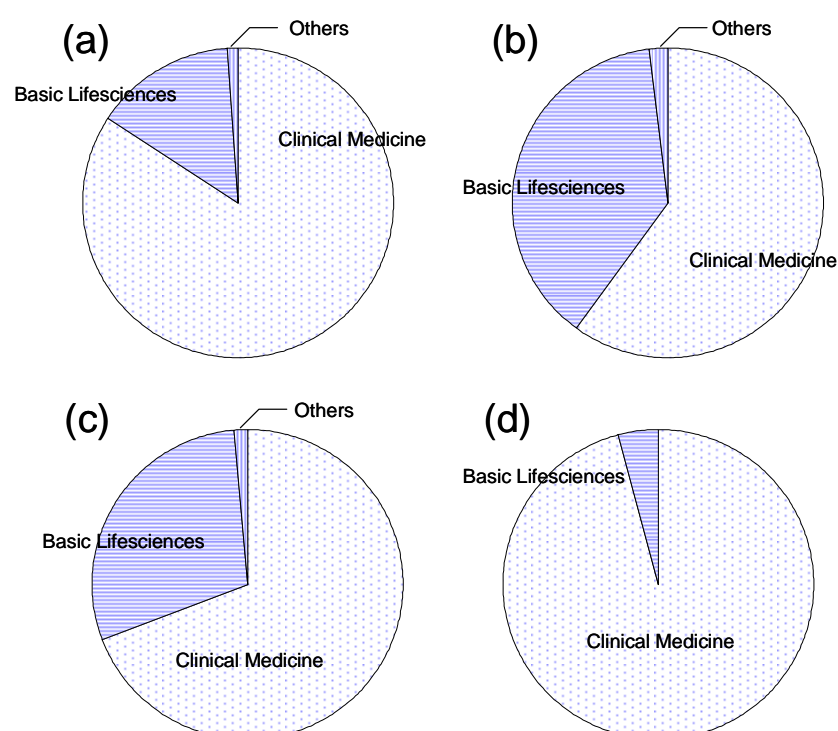 (a)
Others
Basic Lifesciences
Clinical Medicine
(b)
Others
Basic Lifesciences
Clinical Medicine
(c)
Others
Basic Lifesciences
Clinical Medicine
(d)
Basic Lifesciences
Clinical Medicine